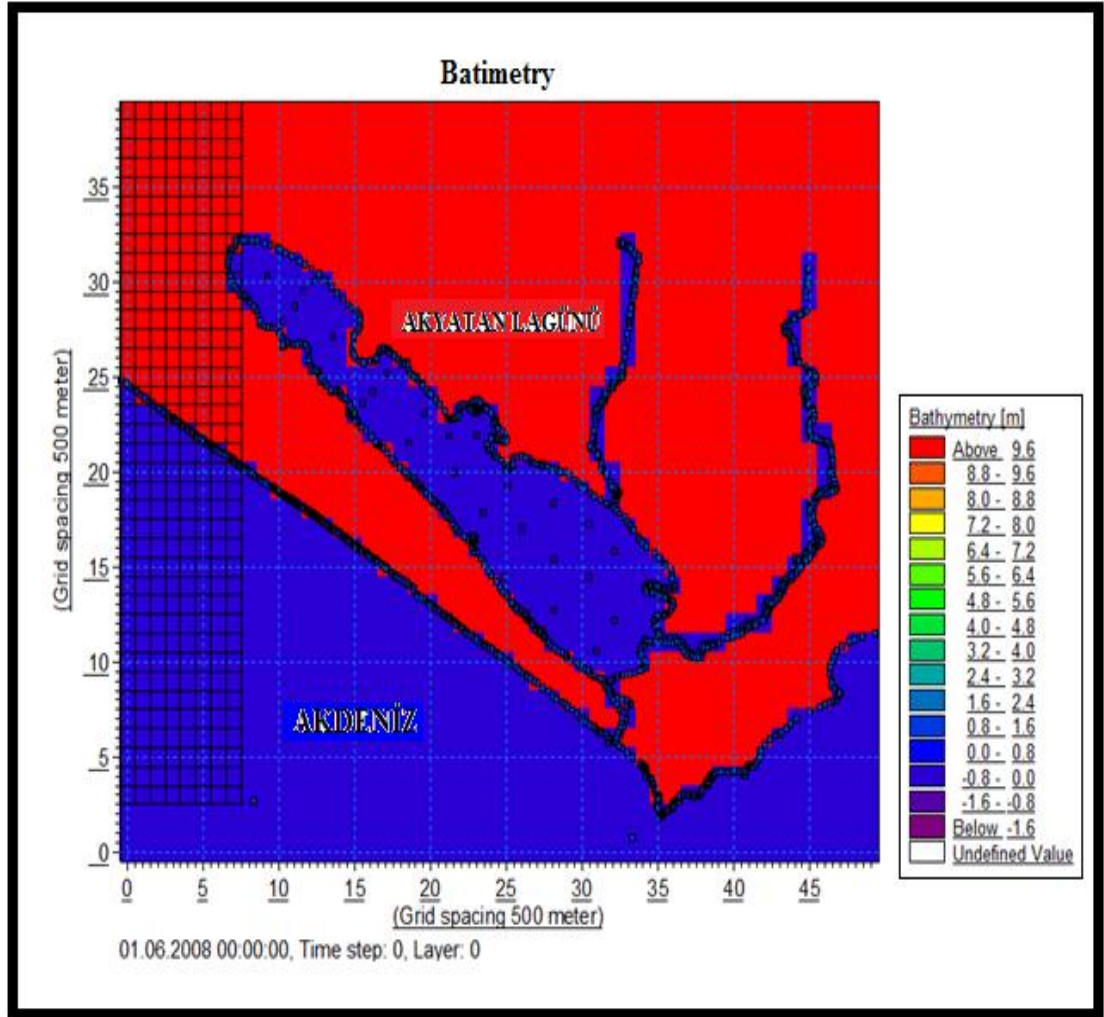 Batimetry
(Grid spacing 500 meter)
35
30
25
20
15
10
5
0
AKYATAN LAGÜNÜ
AKDENİZ
0 5 10 15 20 25 30 35 40 45
(Grid spacing 500 meter)
01.06.2008 00:00:00, Time step: 0, Layer: 0
Bathymetry [m]
Above 9.6
8.8 - 9.6
8.0 - 8.8
7.2 - 8.0
6.4 - 7.2
5.6 - 6.4
4.8 - 5.6
4.0 - 4.8
3.2 - 4.0
2.4 - 3.2
1.6 - 2.4
0.8 - 1.6
0.0 - 0.8
-0.8 - 0.0
-1.6 - -0.8
Below -1.6
Undefined Value